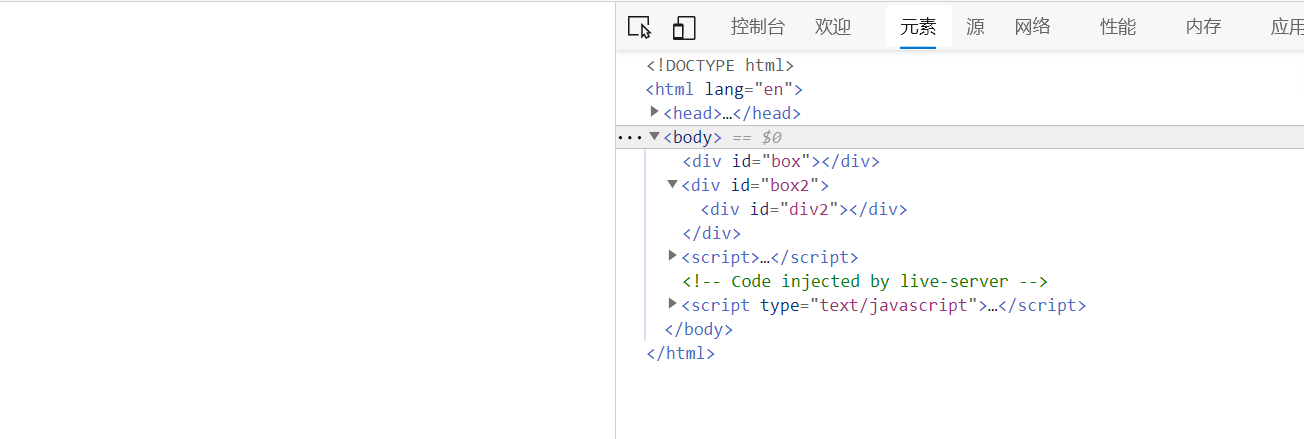 控制台 欢迎 元素 源 网络 性能 内存 应用
<!DOCTYPE html>
<html lang="en">
<head>…</head>
<body> == $0
<div id="box"></div>
<div id="box2">
<div id="div2"></div>
</div>
<script>…</script>
<!-- Code injected by live-server -->
<script type="text/javascript">…</script>
</body>
</html>